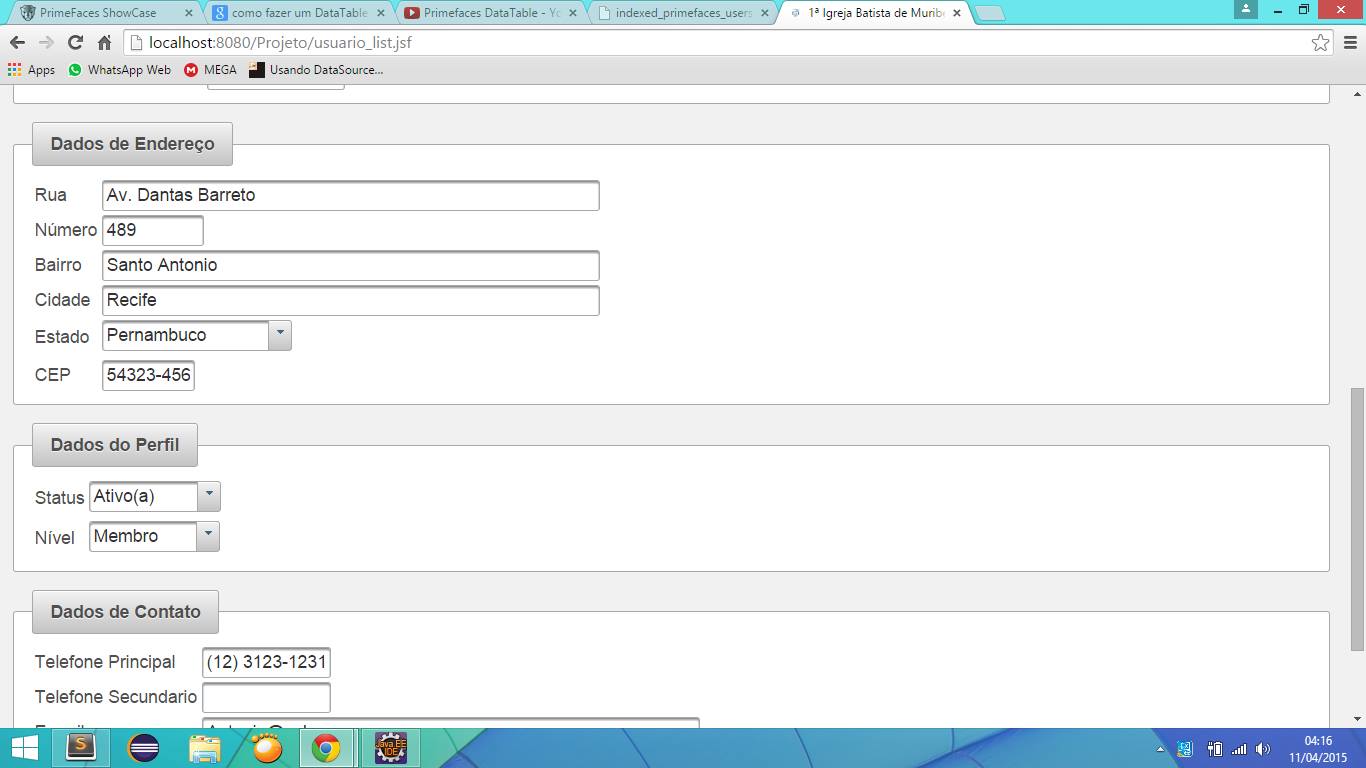 PrimeFaces ShowCase
como fazer um DataTable
Primefaces DataTable - Yo
indexed_primefaces_users
1ª Igreja Batista de Muribe
localhost:8080/Projeto/usuario_list.jsf
Apps WhatsApp Web MEGA Usando DataSource...
Dados de Endereço
Rua Av. Dantas Barreto
Número 489
Bairro Santo Antonio
Cidade Recife
Estado Pernambuco
CEP 54323-456
Dados do Perfil
Status Ativo(a)
Nível Membro
Dados de Contato
Telefone Principal (12) 3123-1231
Telefone Secundario
Java EE
IDE
04:16
11/04/2015